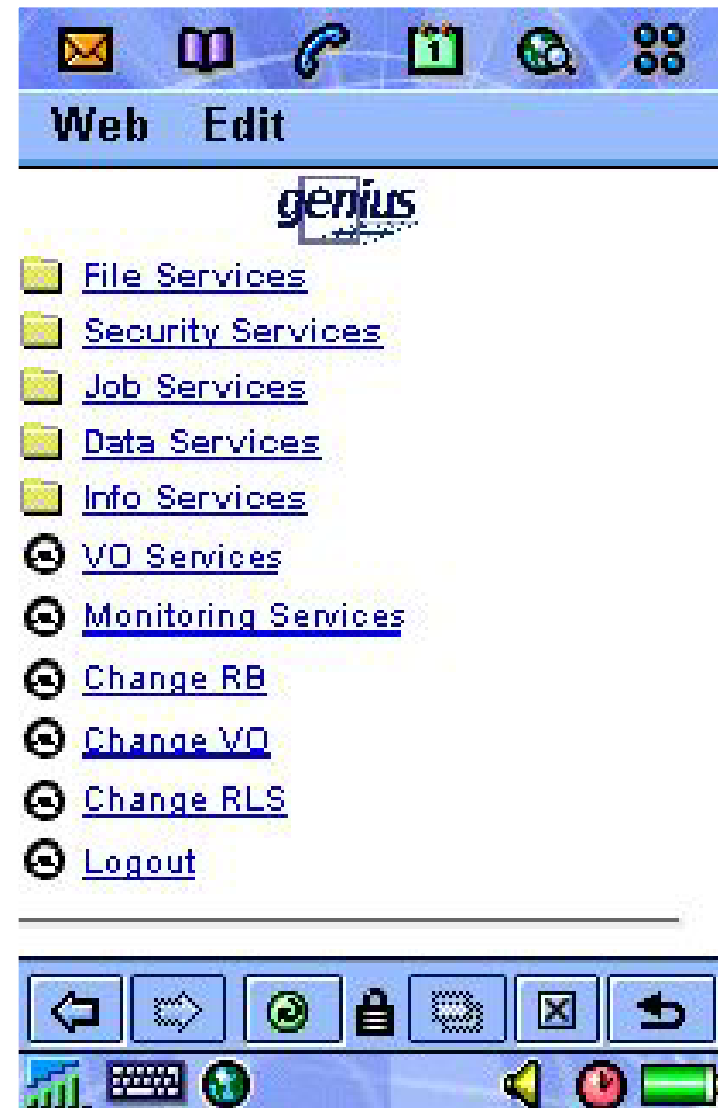 1
Web Edit
genius
File Services
Security Services
Job Services
Data Services
Info Services
VO Services
Monitoring Services
Change RB
Change VO
Change RLS
Logout